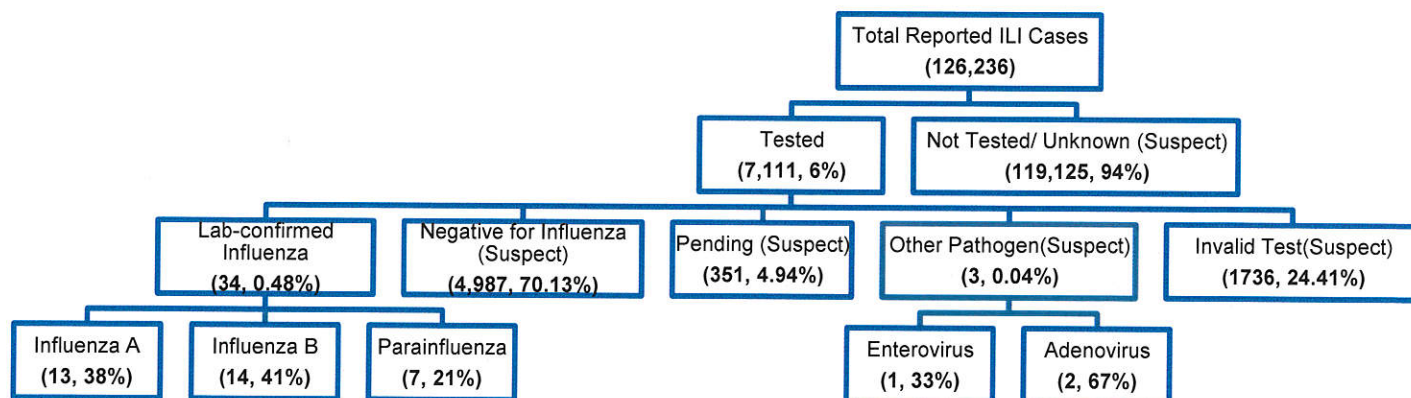 Total Reported ILI Cases
(126,236)
Tested
(7,111, 6%)
Not Tested/ Unknown (Suspect)
(119,125, 94%)
Lab-confirmed
Influenza
(34, 0.48%)
Negative for Influenza
(Suspect)
(4,987, 70.13%)
Pending (Suspect)
(351, 4.94%)
Other Pathogen(Suspect)
(3, 0.04%)
Invalid Test(Suspect)
(1736, 24.41%)
Influenza A
(13, 38%)
Influenza B
(14, 41%)
Parainfluenza
(7, 21%)
Enterovirus
(1, 33%)
Adenovirus
(2, 67%)